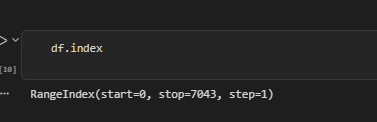 df.index
[10]
RangeIndex(start=0, stop=7043, step=1)